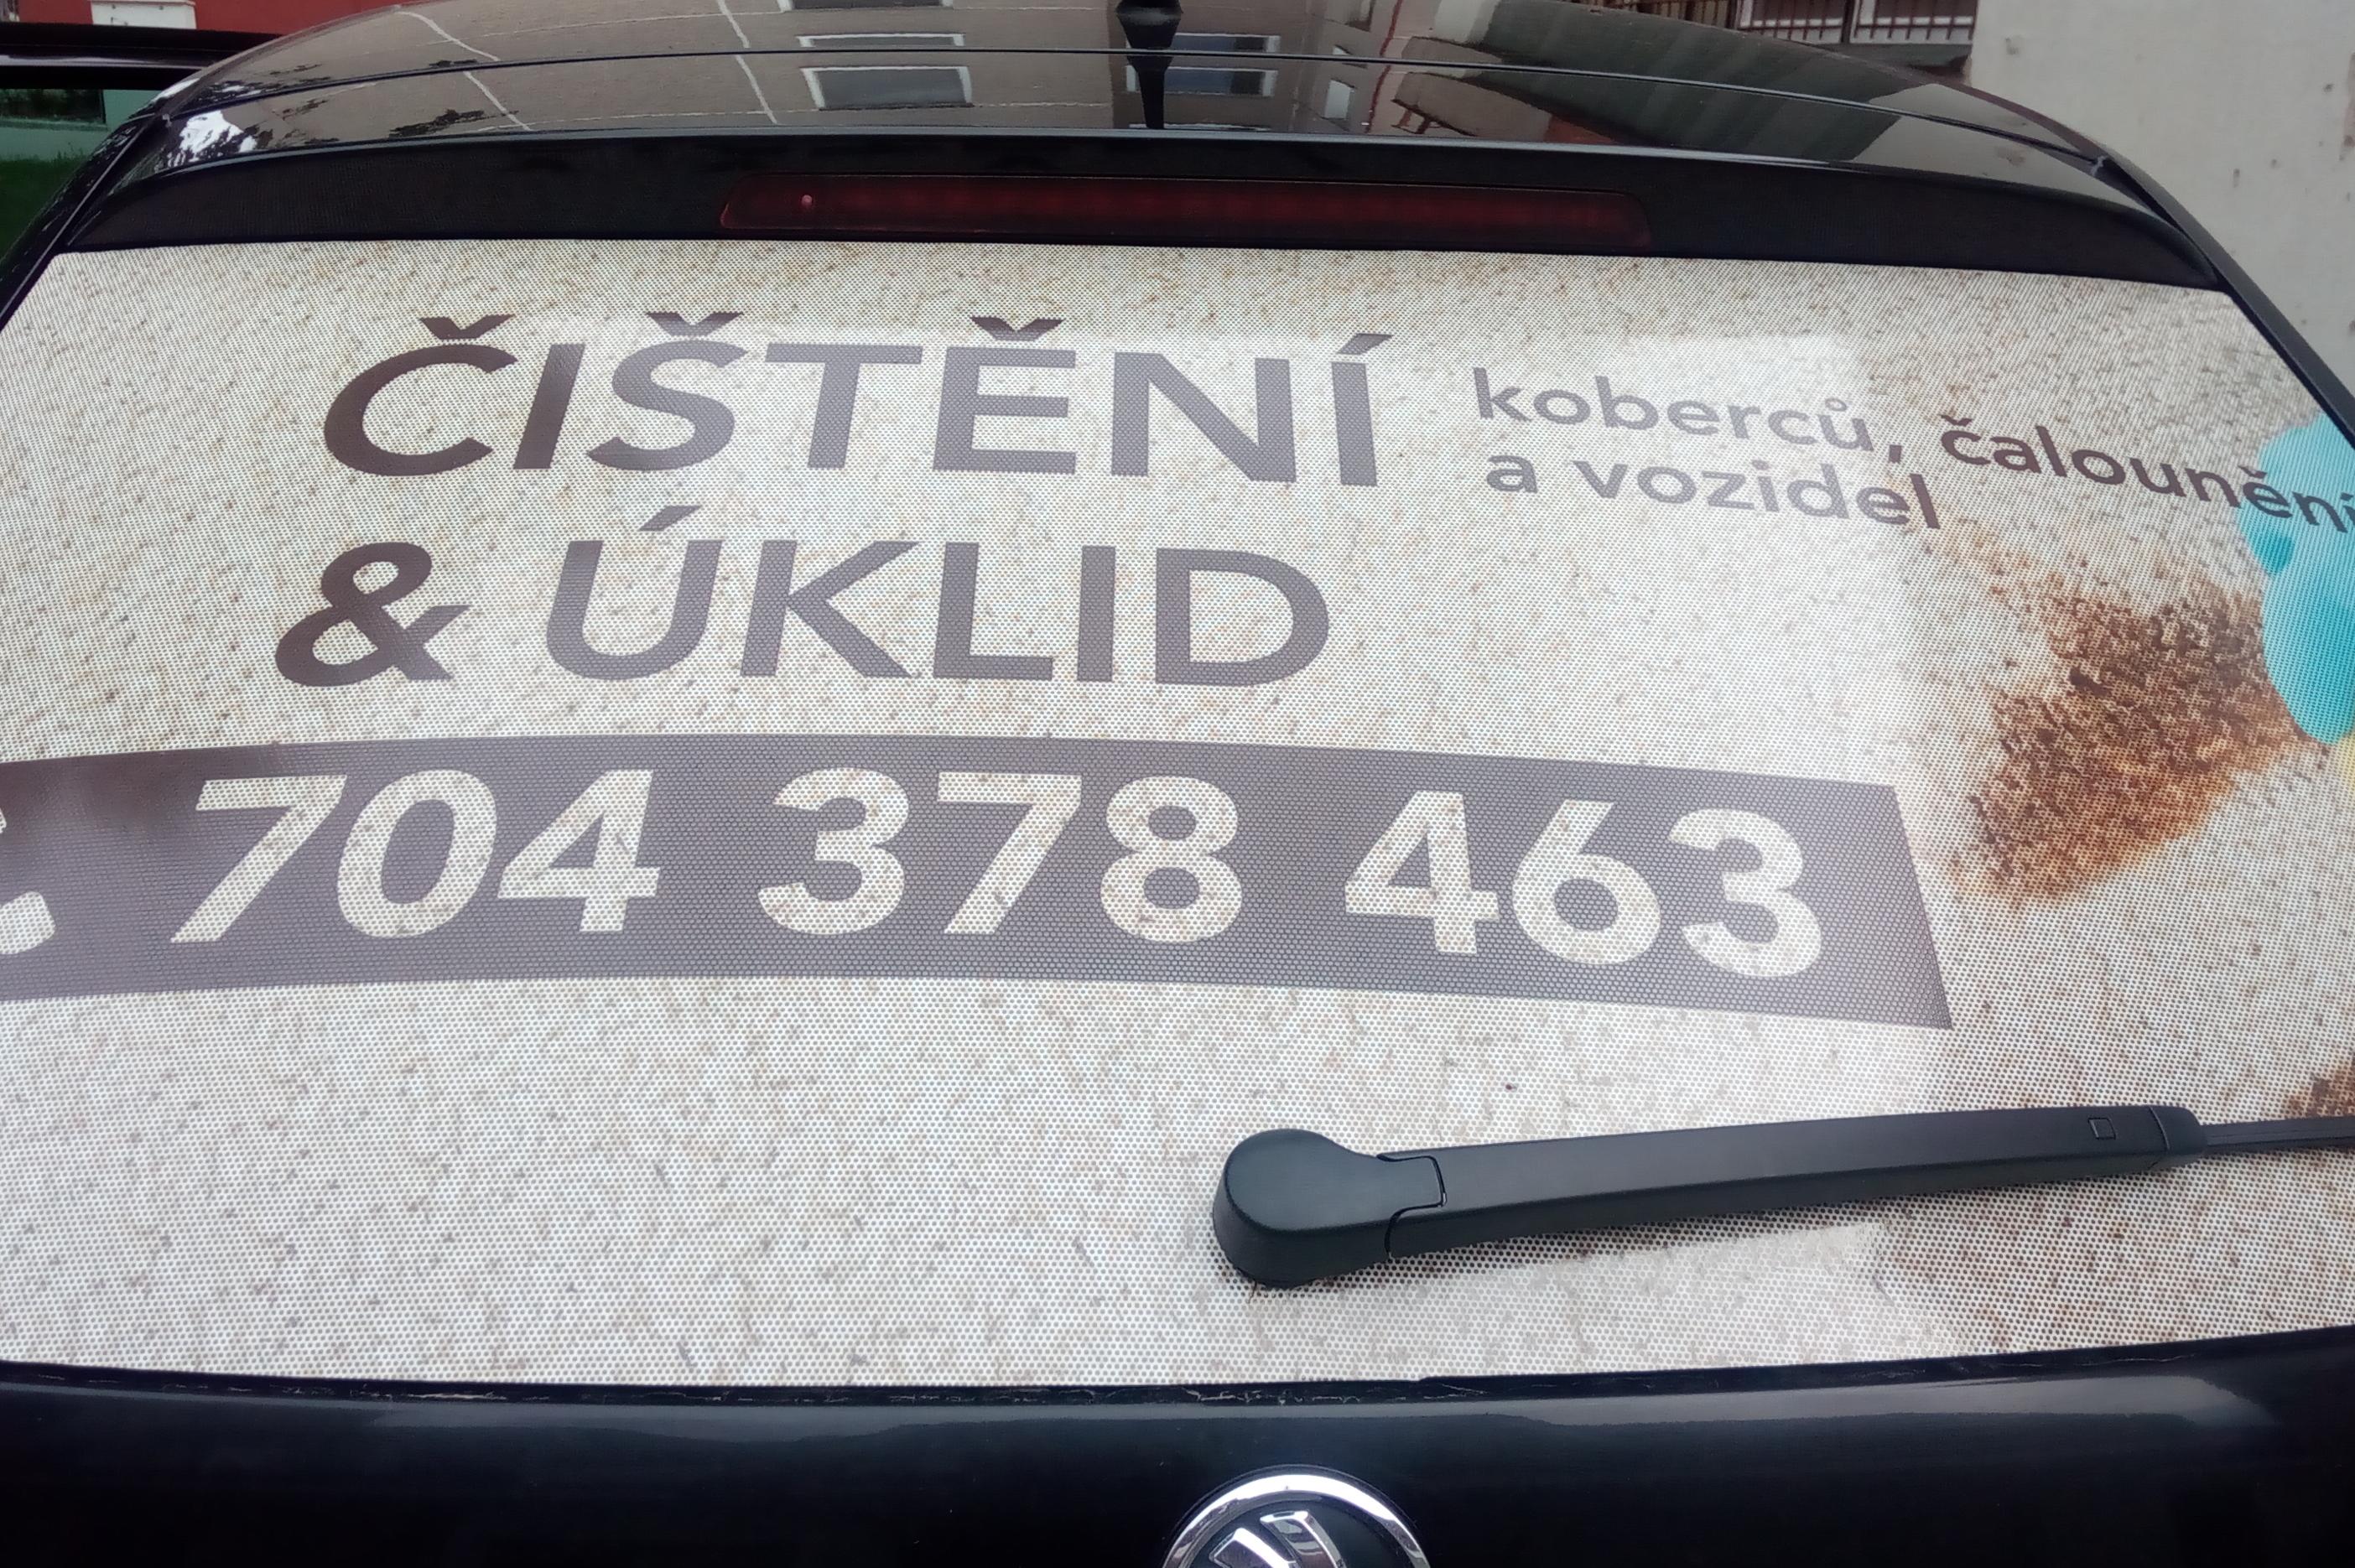 ČIŠTĚNÍ
koberců, čalounění
a vozidel
& ÚKLID
704 378 463